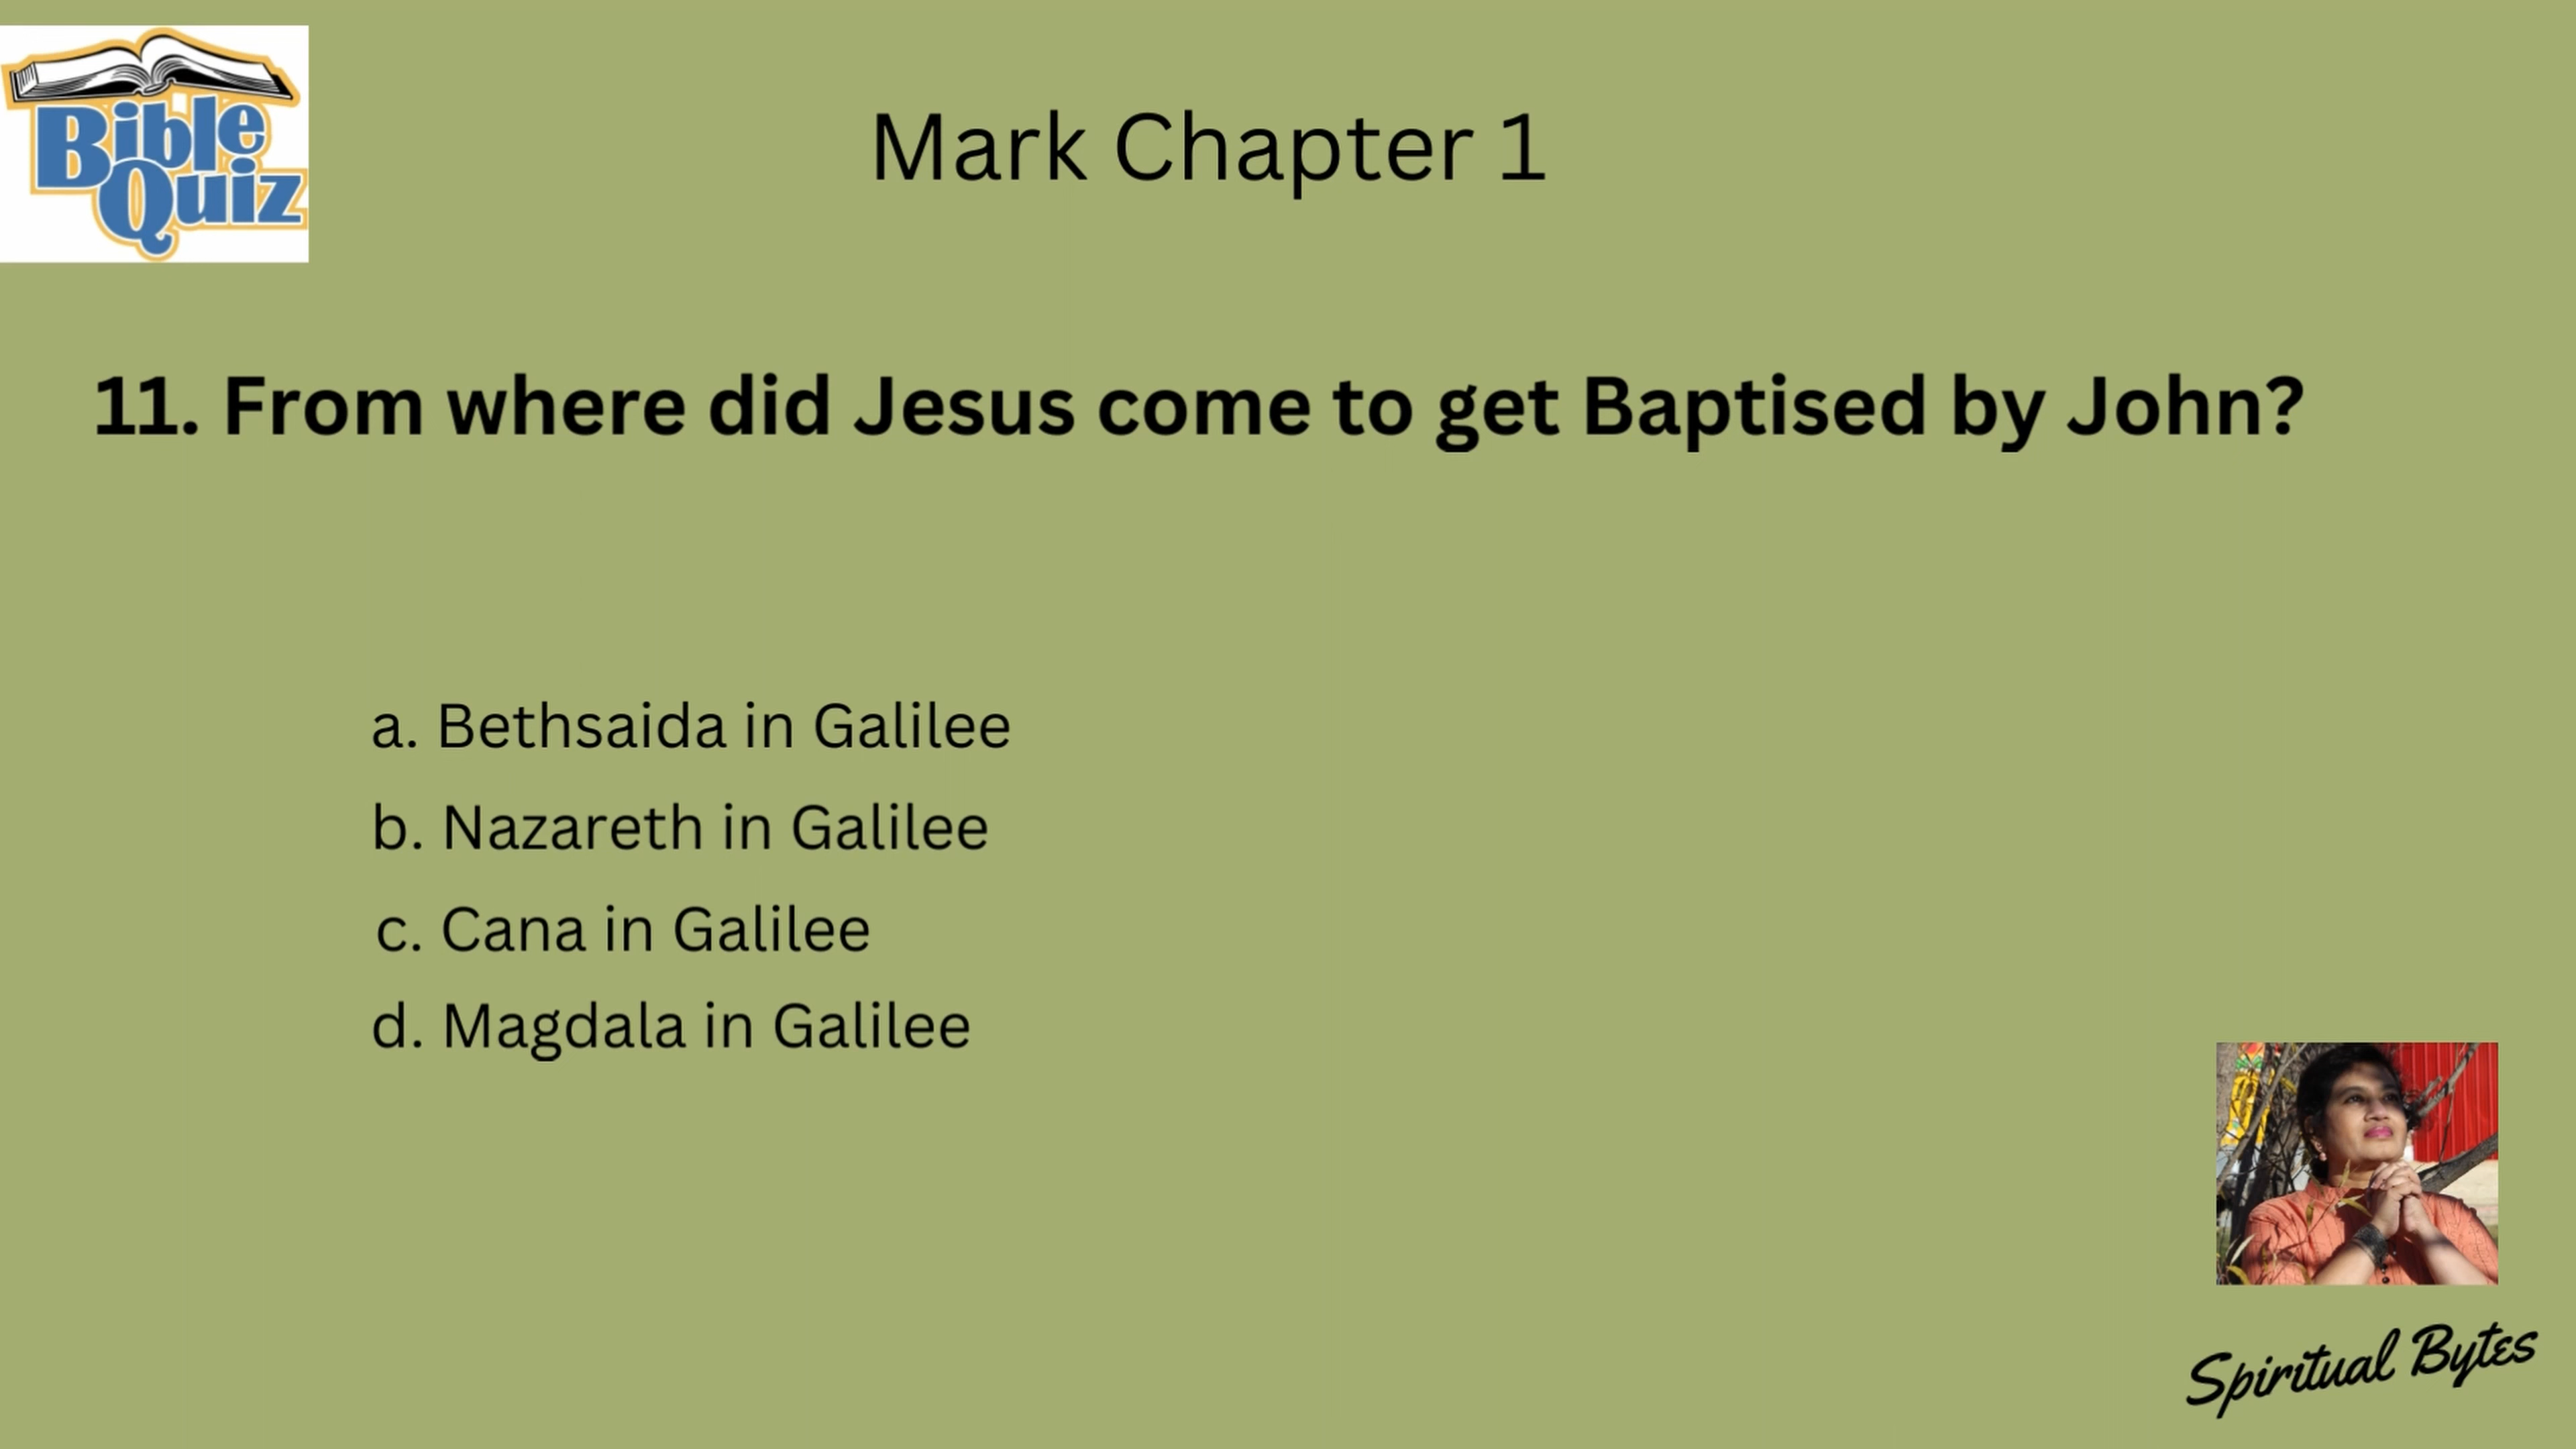 Bible
Quiz
Mark Chapter 1
11. From where did Jesus come to get Baptised by John?
a. Bethsaida in Galilee
b. Nazareth in Galilee
c. Cana in Galilee
d. Magdala in Galilee
Spiritual Bytes